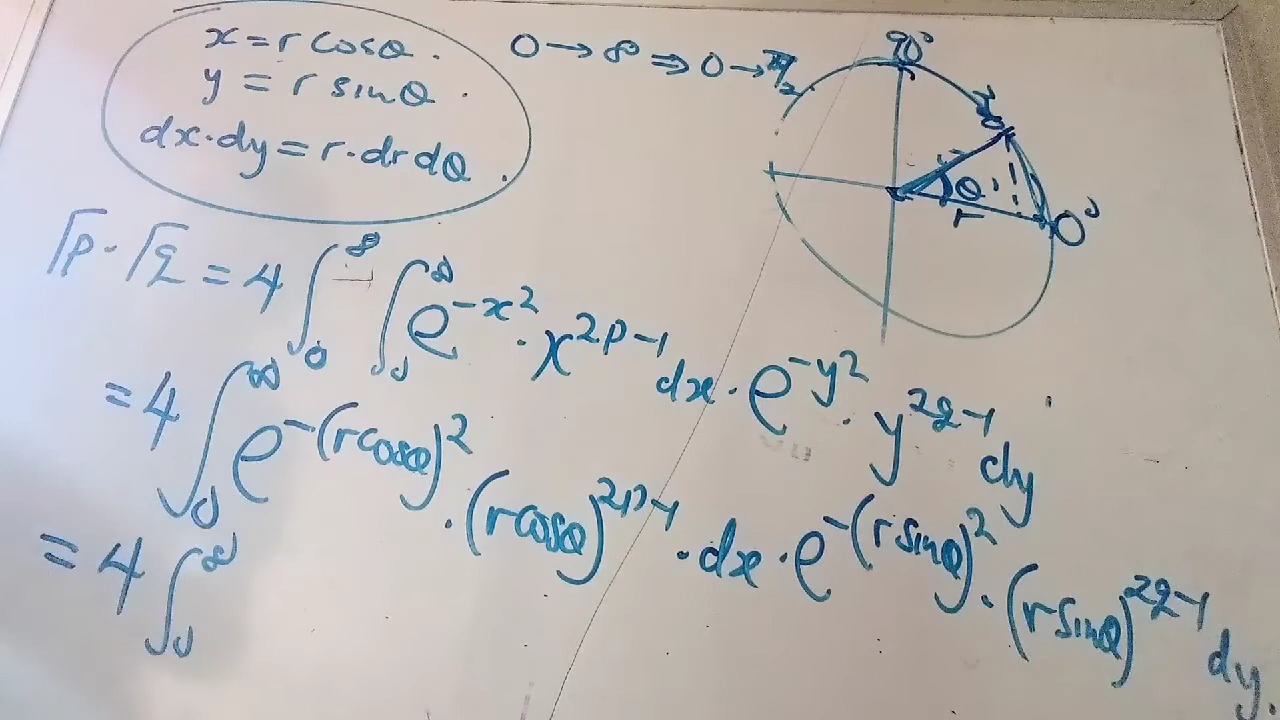 x = r cosθ .
y = r sinθ .
dx·dy = r·dr dθ .
0 → ∞ ⇒ 0 → π/2
90°
θ
r
0°
Γp · Γq = 4 ∫₀^∞ ∫₀^∞ e^{-x²} · x^{2p-1} dx · e^{-y²} · y^{2q-1} dy
= 4 ∫₀^∞ e^{-(r cosθ)²} · (r cosθ)^{2p-1} · dx · e^{-(r sinθ)²} · (r sinθ)^{2q-1} dy.
= 4 ∫₀^∞